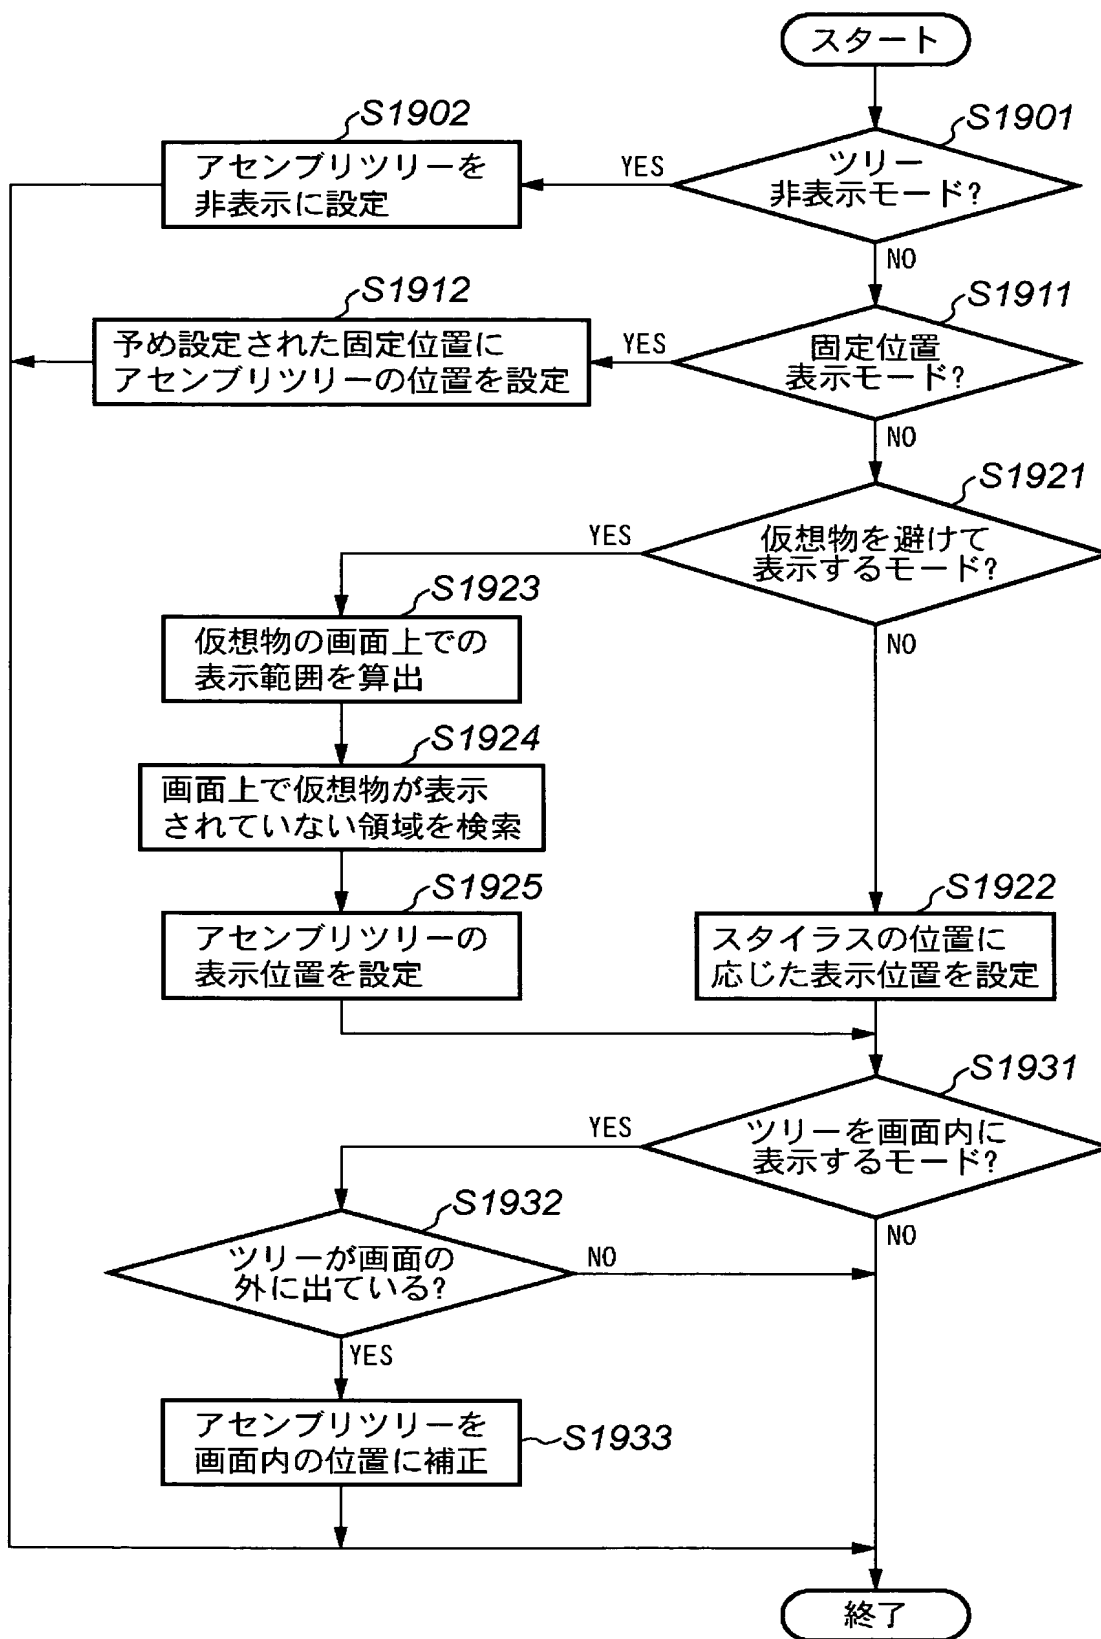 スタート
S1901
ツリー
非表示モード?
YES
NO
S1902
アセンブリツリーを
非表示に設定
S1911
固定位置
表示モード?
YES
NO
S1912
予め設定された固定位置に
アセンブリツリーの位置を設定
S1921
仮想物を避けて
表示するモード?
YES
NO
S1923
仮想物の画面上での
表示範囲を算出
S1924
画面上で仮想物が表示
されていない領域を検索
S1925
アセンブリツリーの
表示位置を設定
S1922
スタイラスの位置に
応じた表示位置を設定
S1931
ツリーを画面内に
表示するモード?
YES
NO
S1932
ツリーが画面の
外に出ている?
NO
YES
S1933
アセンブリツリーを
画面内の位置に補正
終了